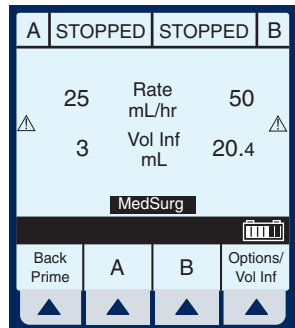 A STOPPED STOPPED B
25 Rate 50
mL/hr
3 Vol Inf 20.4
mL
MedSurg
Back Prime A B Options/ Vol Inf